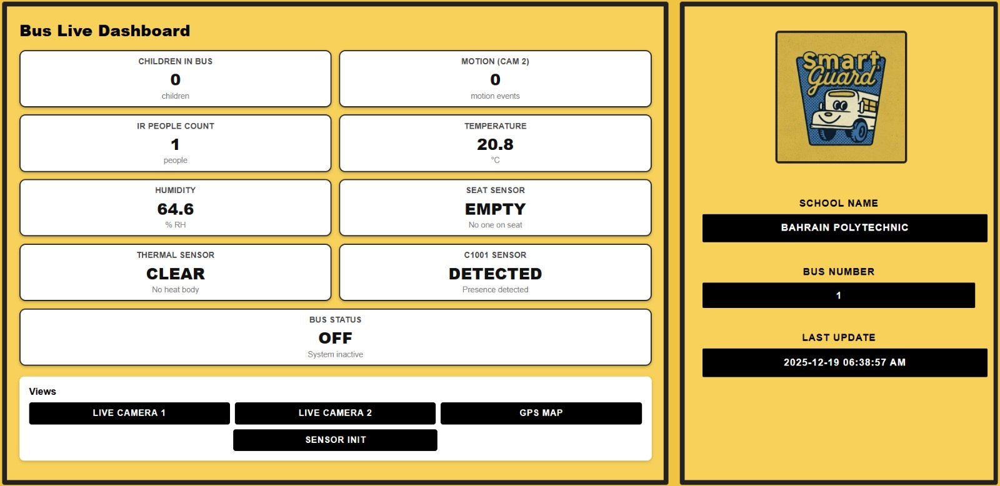 Bus Live Dashboard
CHILDREN IN BUS
0
children
MOTION (CAM 2)
0
motion events
IR PEOPLE COUNT
1
people
TEMPERATURE
20.8
°C
HUMIDITY
64.6
% RH
SEAT SENSOR
EMPTY
No one on seat
THERMAL SENSOR
CLEAR
No heat body
C1001 SENSOR
DETECTED
Presence detected
BUS STATUS
OFF
System inactive
Views
LIVE CAMERA 1
LIVE CAMERA 2
GPS MAP
SENSOR INIT
Smart
Guard
SCHOOL NAME
BAHRAIN POLYTECHNIC
BUS NUMBER
1
LAST UPDATE
2025-12-19 06:38:57 AM